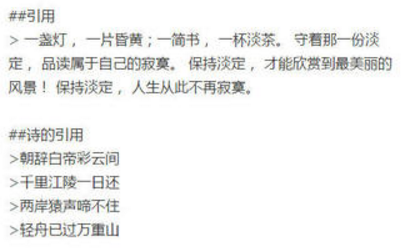 ##引用
> 一盏灯， 一片昏黄；一简书， 一杯淡茶。 守着那一份淡
定， 品读属于自己的寂寞。 保持淡定， 才能欣赏到最美丽的
风景！ 保持淡定， 人生从此不再寂寞。
##诗的引用
>朝辞白帝彩云间
>千里江陵一日还
>两岸猿声啼不住
>轻舟已过万重山